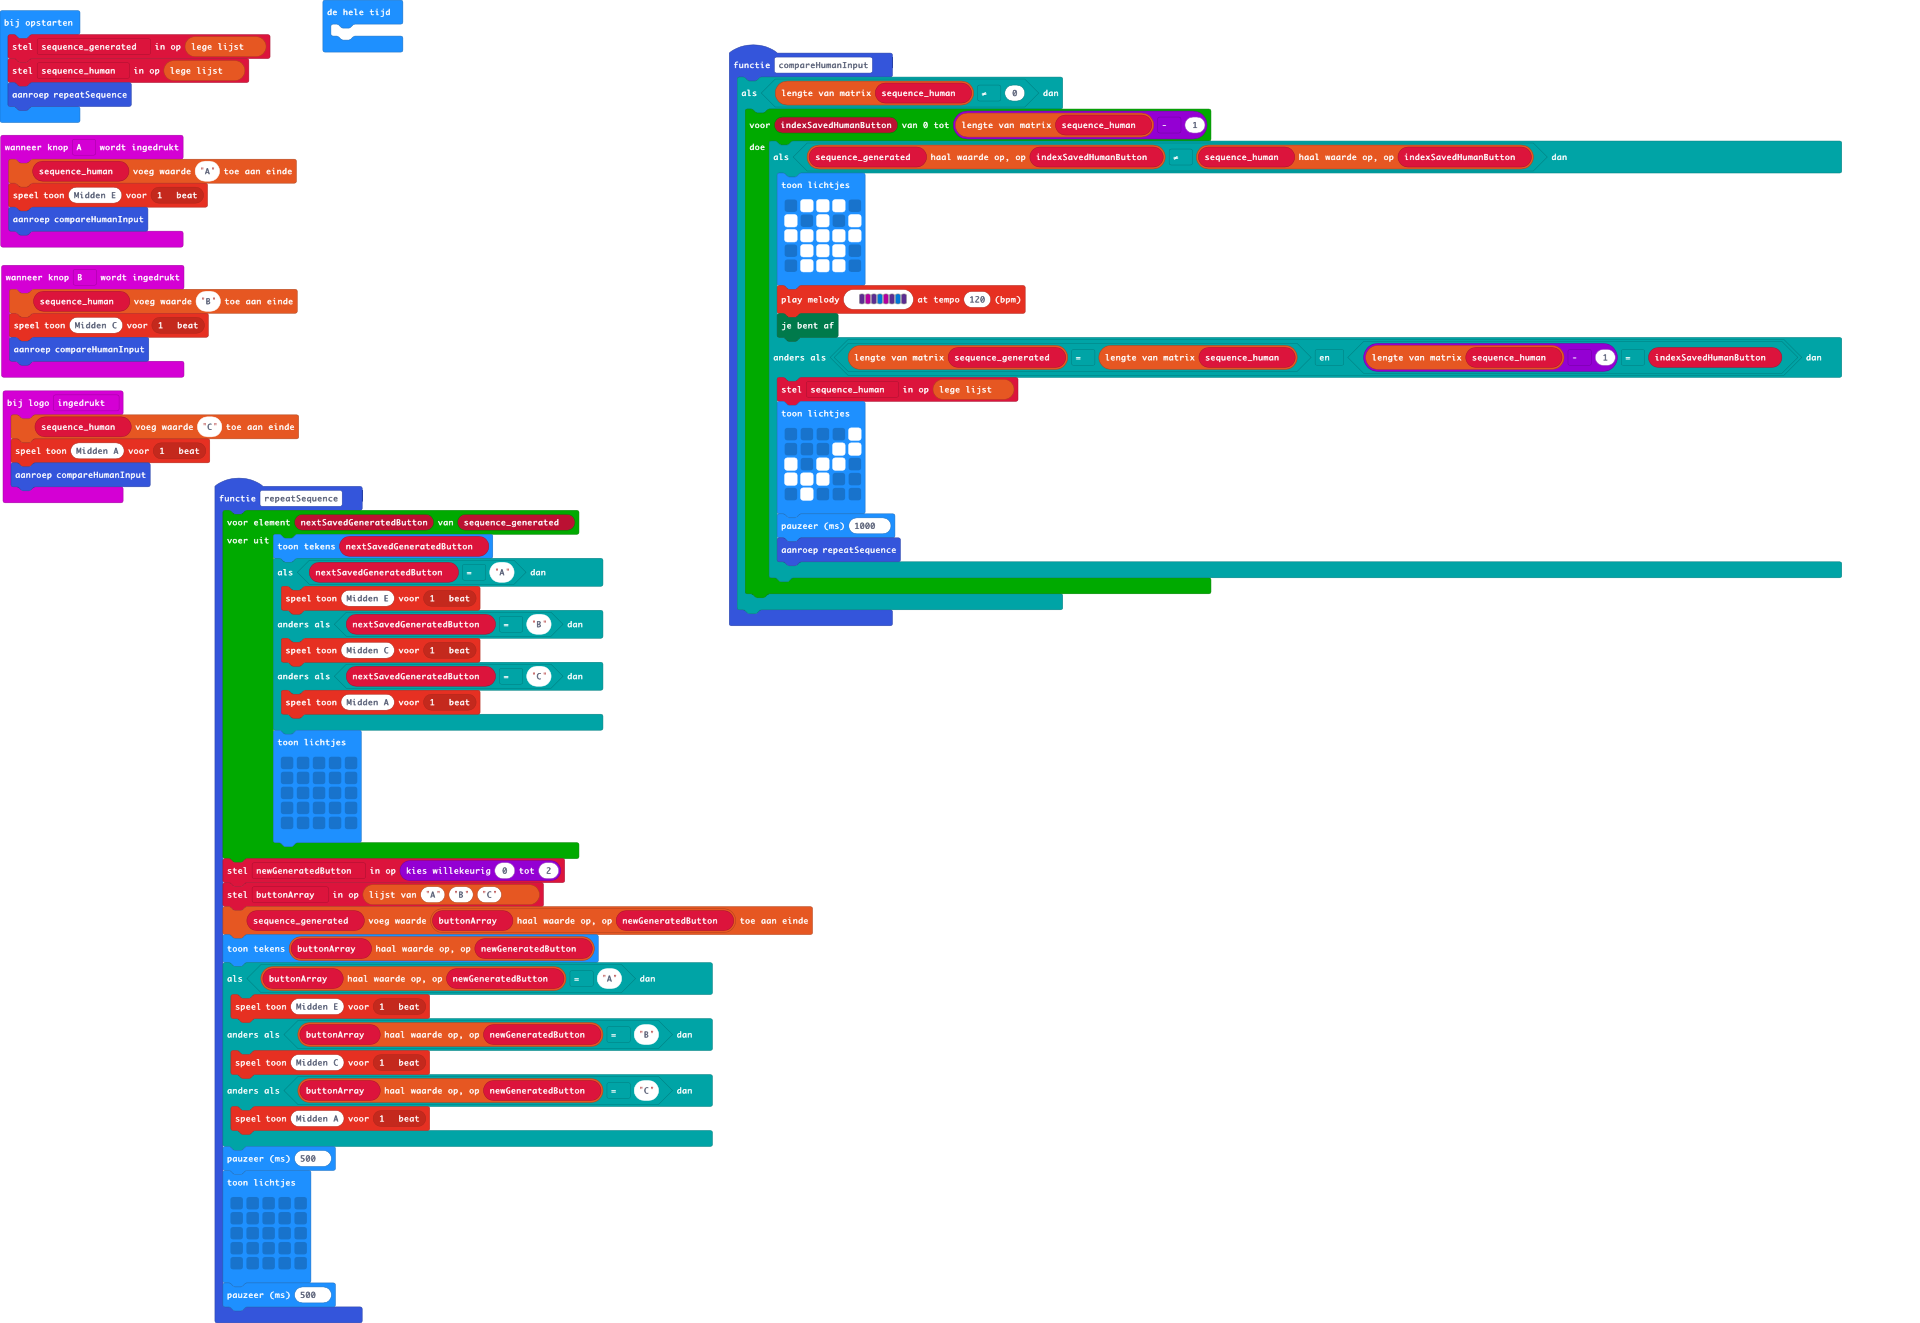 bij opstarten
stel sequence_generated in op lege lijst
stel sequence_human in op lege lijst
aanroep repeatSequence
de hele tijd
wanneer knop A wordt ingedrukt
sequence_human voeg waarde "A" toe aan einde
speel toon Midden E voor 1 beat
aanroep compareHumanInput
wanneer knop B wordt ingedrukt
sequence_human voeg waarde "B" toe aan einde
speel toon Midden C voor 1 beat
aanroep compareHumanInput
bij logo ingedrukt
sequence_human voeg waarde "C" toe aan einde
speel toon Midden A voor 1 beat
aanroep compareHumanInput
functie repeatSequence
voor element nextSavedGeneratedButton van sequence_generated
voer uit
toon tekens nextSavedGeneratedButton
als nextSavedGeneratedButton = "A" dan
speel toon Midden E voor 1 beat
anders als nextSavedGeneratedButton = "B" dan
speel toon Midden C voor 1 beat
anders als nextSavedGeneratedButton = "C" dan
speel toon Midden A voor 1 beat
toon lichtjes
stel newGeneratedButton in op kies willekeurig 0 tot 2
stel buttonArray in op lijst van "A" "B" "C"
sequence_generated voeg waarde buttonArray haal waarde op, op newGeneratedButton toe aan einde
toon tekens buttonArray haal waarde op, op newGeneratedButton
als buttonArray haal waarde op, op newGeneratedButton = "A" dan
speel toon Midden E voor 1 beat
anders als buttonArray haal waarde op, op newGeneratedButton = "B" dan
speel toon Midden C voor 1 beat
anders als buttonArray haal waarde op, op newGeneratedButton = "C" dan
speel toon Midden A voor 1 beat
pauzeer (ms) 500
toon lichtjes
pauzeer (ms) 500
functie compareHumanInput
als lengte van matrix sequence_human ≠ 0 dan
voor indexSavedHumanButton van 0 tot lengte van matrix sequence_human - 1
doe
als sequence_generated haal waarde op, op indexSavedHumanButton ≠ sequence_human haal waarde op, op indexSavedHumanButton dan
toon lichtjes
play melody at tempo 120 (bpm)
je bent af
anders als lengte van matrix sequence_generated = lengte van matrix sequence_human en lengte van matrix sequence_human - 1 = indexSavedHumanButton dan
stel sequence_human in op lege lijst
toon lichtjes
pauzeer (ms) 1000
aanroep repeatSequence